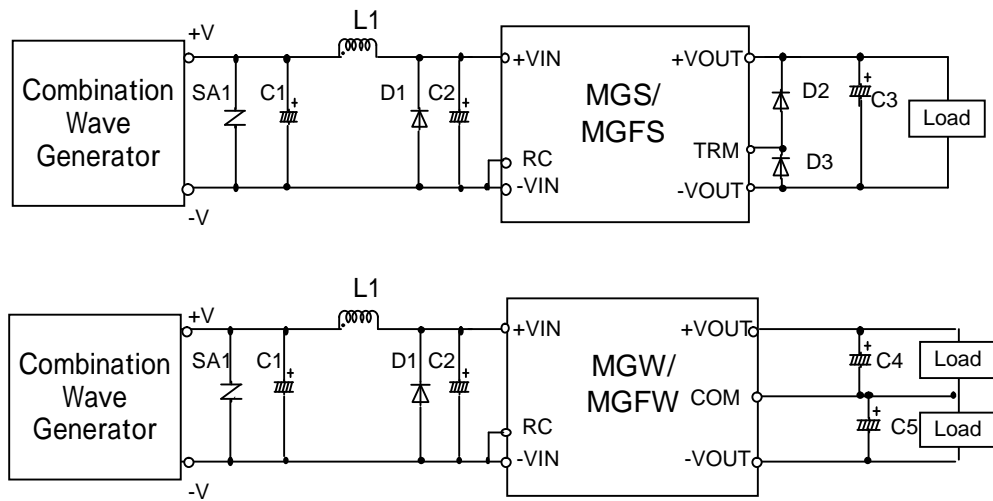 L1
+V
+VIN
+VOUT
Combination
Wave
Generator
SA1
C1
+
D1
C2
+
MGS/
MGFS
D2
+
C3
Load
RC
TRM
D3
-VIN
-VOUT
-V
L1
+V
+VIN
+VOUT
Combination
Wave
Generator
SA1
C1
+
D1
C2
+
MGW/
MGFW
+
C4
Load
COM
RC
+
C5
Load
-VIN
-VOUT
-V